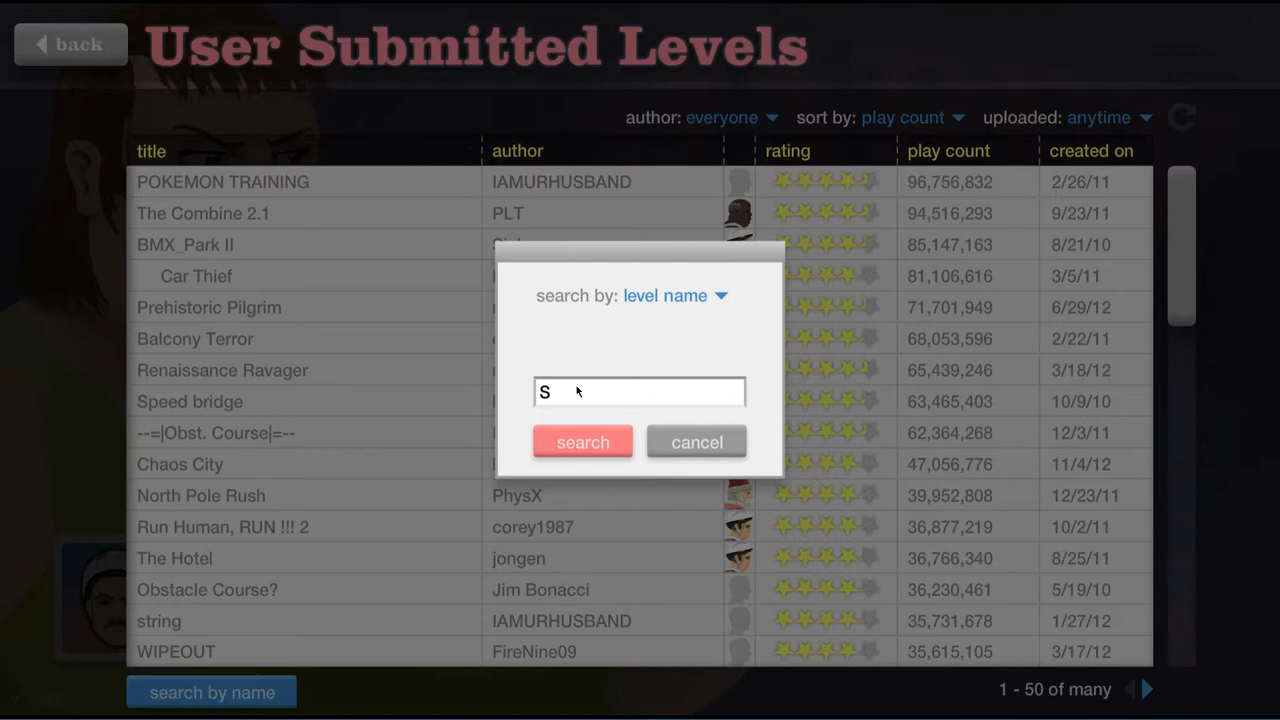 back
User Submitted Levels
author: everyone sort by: play count uploaded: anytime
title author rating play count created on
POKEMON TRAINING IAMURHUSBAND 96,756,832 2/26/11
The Combine 2.1 PLT 94,516,293 9/23/11
BMX_Park II 85,147,163 8/21/10
Car Thief 81,106,616 3/5/11
search by: level name
Prehistoric Pilgrim 71,701,949 6/29/12
Balcony Terror 68,053,596 2/22/11
Renaissance Ravager 65,439,246 3/18/12
S
Speed bridge 63,465,403 10/9/10
--=|Obst. Course|=-- 62,364,268 12/3/11
search cancel
Chaos City 47,056,776 11/4/12
North Pole Rush PhysX 39,952,808 12/23/11
Run Human, RUN !!! 2 corey1987 36,877,219 10/2/11
The Hotel jongen 36,766,340 8/25/11
Obstacle Course? Jim Bonacci 36,230,461 5/19/10
string IAMURHUSBAND 35,731,678 1/27/12
WIPEOUT FireNine09 35,615,105 3/17/12
search by name 1 - 50 of many